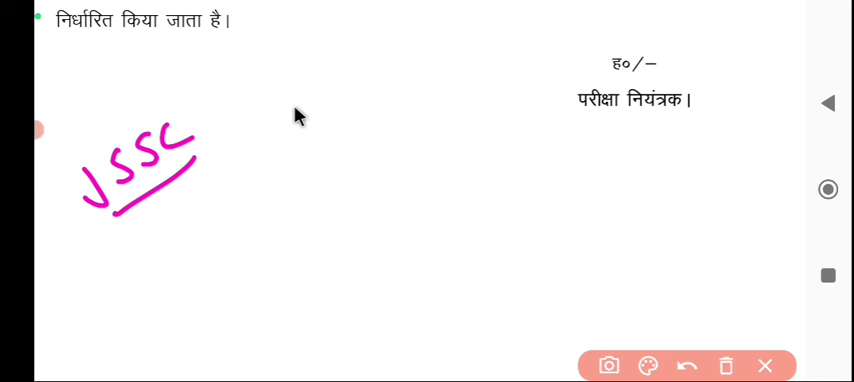 निर्धारित किया जाता है।
ह०/–
परीक्षा नियंत्रक।
JSSC